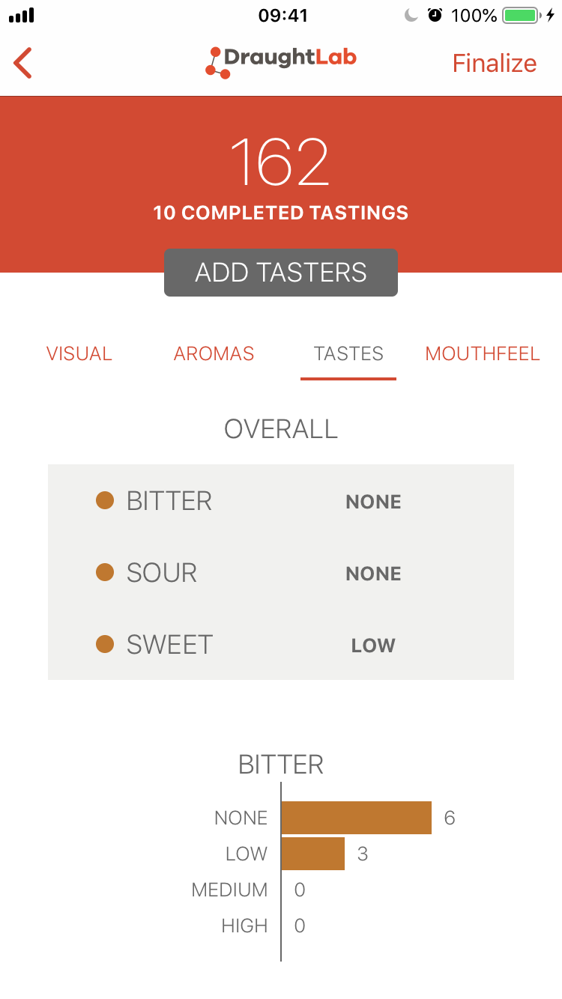 09:41 100%
DraughtLab Finalize
162
10 COMPLETED TASTINGS
ADD TASTERS
VISUAL AROMAS TASTES MOUTHFEEL
OVERALL
BITTER NONE
SOUR NONE
SWEET LOW
BITTER
NONE 6
LOW 3
MEDIUM 0
HIGH 0